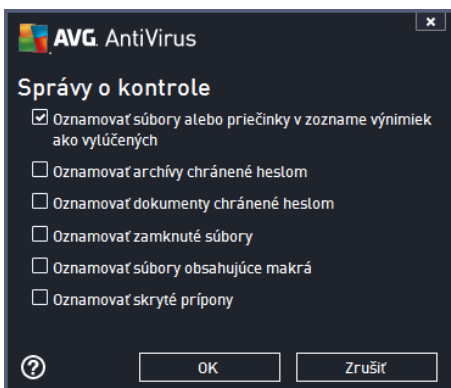 AVG AntiVirus
x
Správy o kontrole
Oznamovať súbory alebo priečinky v zozname výnimiek
ako vylúčených
Oznamovať archívy chránené heslom
Oznamovať dokumenty chránené heslom
Oznamovať zamknuté súbory
Oznamovať súbory obsahujúce makrá
Oznamovať skryté prípony
? OK Zrušiť